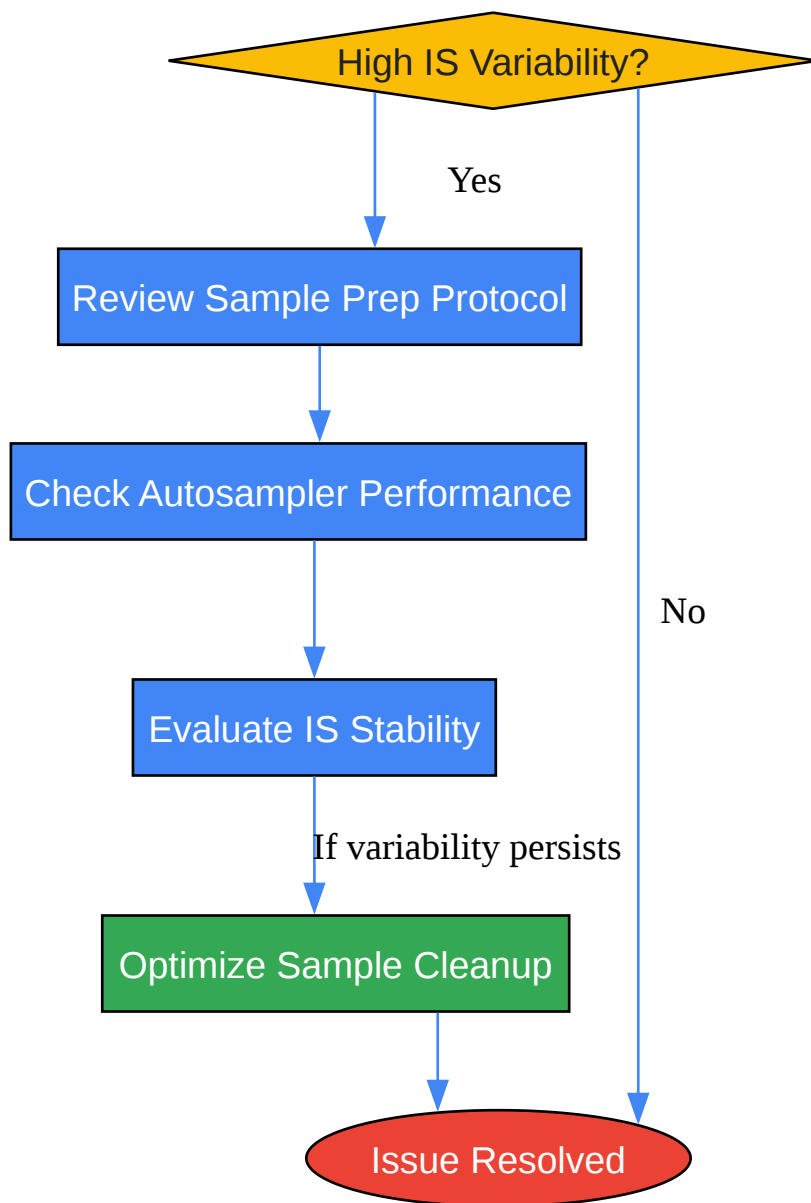 High IS Variability?
Yes
Review Sample Prep Protocol
Check Autosampler Performance
No
Evaluate IS Stability
If variability persists
Optimize Sample Cleanup
Issue Resolved